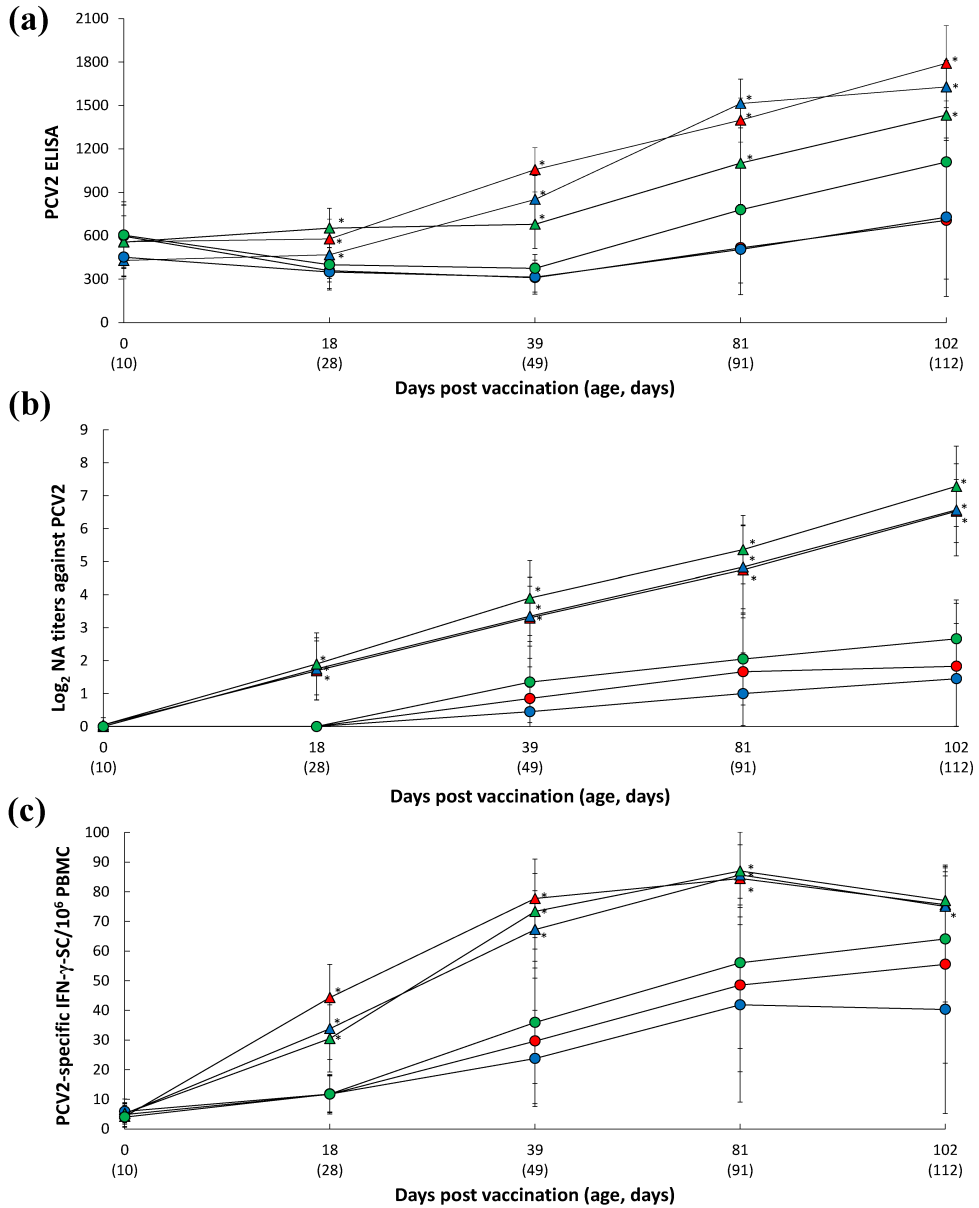 (a)
PCV2 ELISA
2100
1800
1500
1200
900
600
300
0
* * * * * * * * * * * *
0 18 39 81 102
(10) (28) (49) (91) (112)
Days post vaccination (age, days)
(b)
Log₂ NA titers against PCV2
9
8
7
6
5
4
3
2
1
0
* * * * * * * * * * * *
0 18 39 81 102
(10) (28) (49) (91) (112)
Days post vaccination (age, days)
(c)
PCV2-specific IFN-γ-SC/10⁶ PBMC
100
90
80
70
60
50
40
30
20
10
0
* * * * * * * * * * *
0 18 39 81 102
(10) (28) (49) (91) (112)
Days post vaccination (age, days)